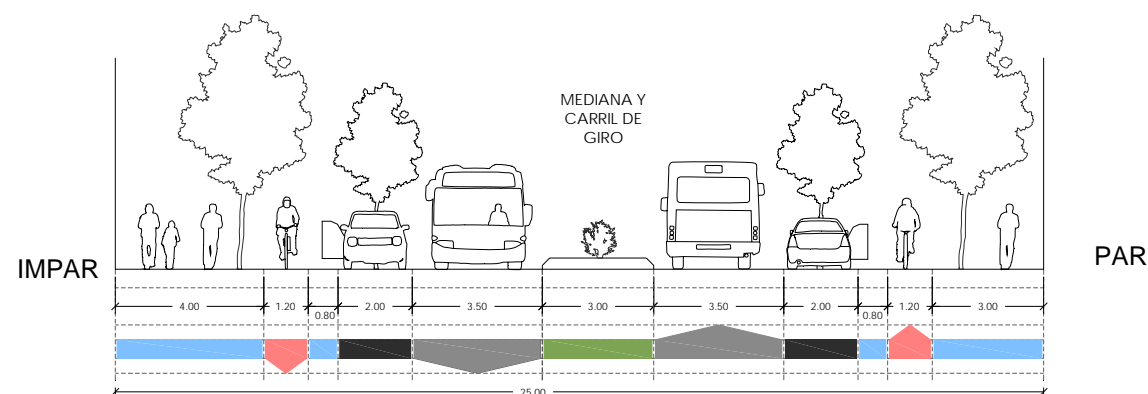 MEDIANA Y
CARRIL DE
GIRO
IMPAR
PAR
4.00 1.20 0.80 2.00 3.50 3.00 3.50 2.00 0.80 1.20 3.00
25.00